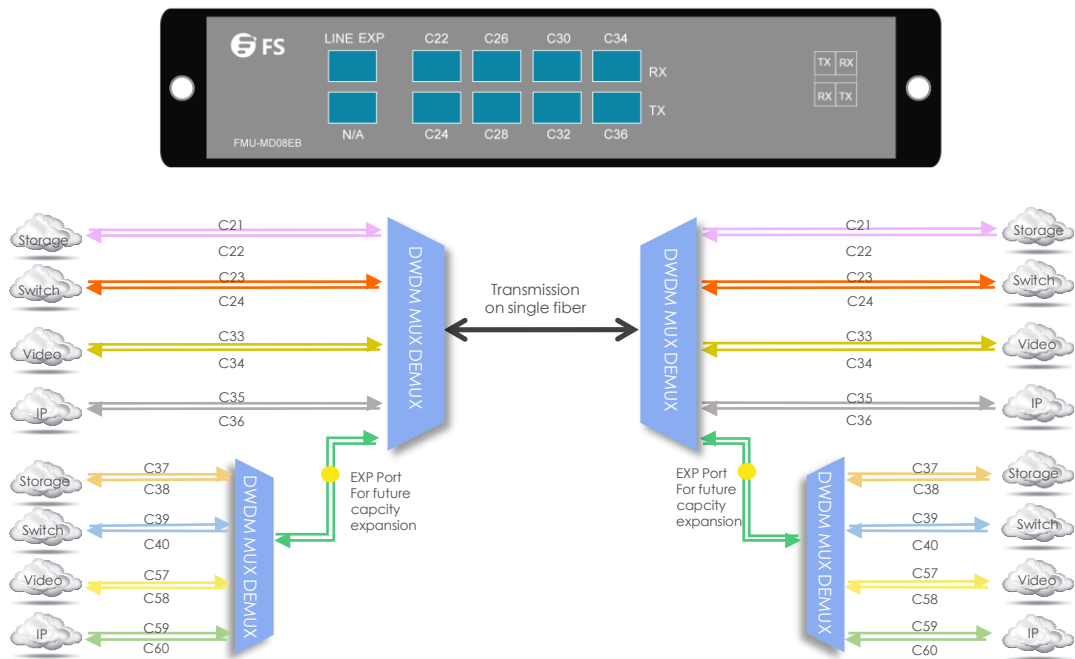 FS
LINE EXP C22 C26 C30 C34
RX
TX
N/A C24 C28 C32 C36
FMU-MD08EB
TX RX
RX TX
Storage
C21
C22
Switch
C23
C24
Video
C33
C34
IP
C35
C36
DWDM MUX DEMUX
Transmission
on single fiber
DWDM MUX DEMUX
C21
C22
Storage
C23
C24
Switch
C33
C34
Video
C35
C36
IP
Storage
C37
C38
Switch
C39
C40
Video
C57
C58
IP
C59
C60
DWDM MUX DEMUX
EXP Port
For future
capcity
expansion
EXP Port
For future
capcity
expansion
DWDM MUX DEMUX
C37
C38
Storage
C39
C40
Switch
C57
C58
Video
C59
C60
IP